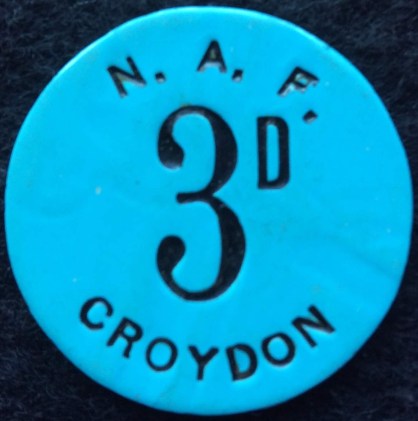 N. A. F.
3D
CROYDON